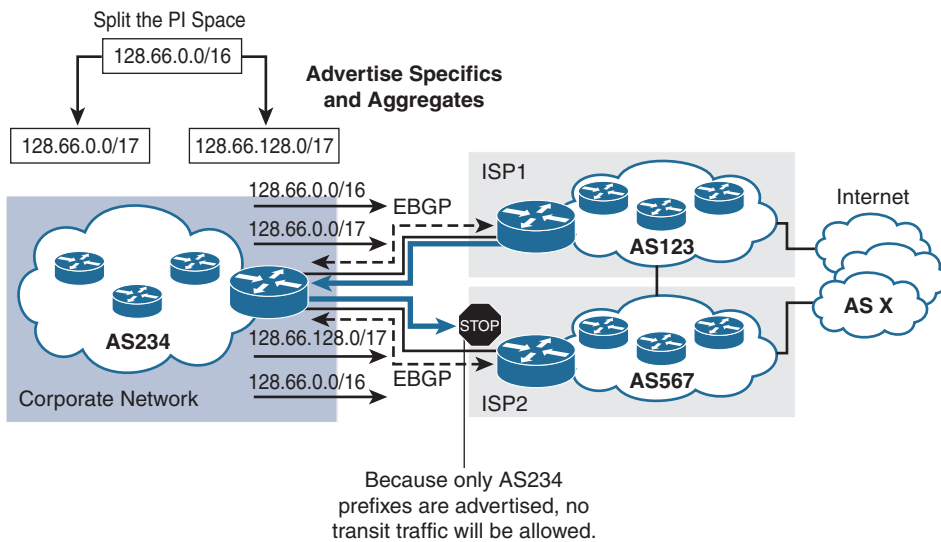 Split the PI Space
128.66.0.0/16
Advertise Specifics
and Aggregates
128.66.0.0/17
128.66.128.0/17
128.66.0.0/16
EBGP
128.66.0.0/17
AS234
128.66.128.0/17
EBGP
128.66.0.0/16
Corporate Network
ISP1
AS123
STOP
AS567
ISP2
Internet
AS X
Because only AS234
prefixes are advertised, no
transit traffic will be allowed.